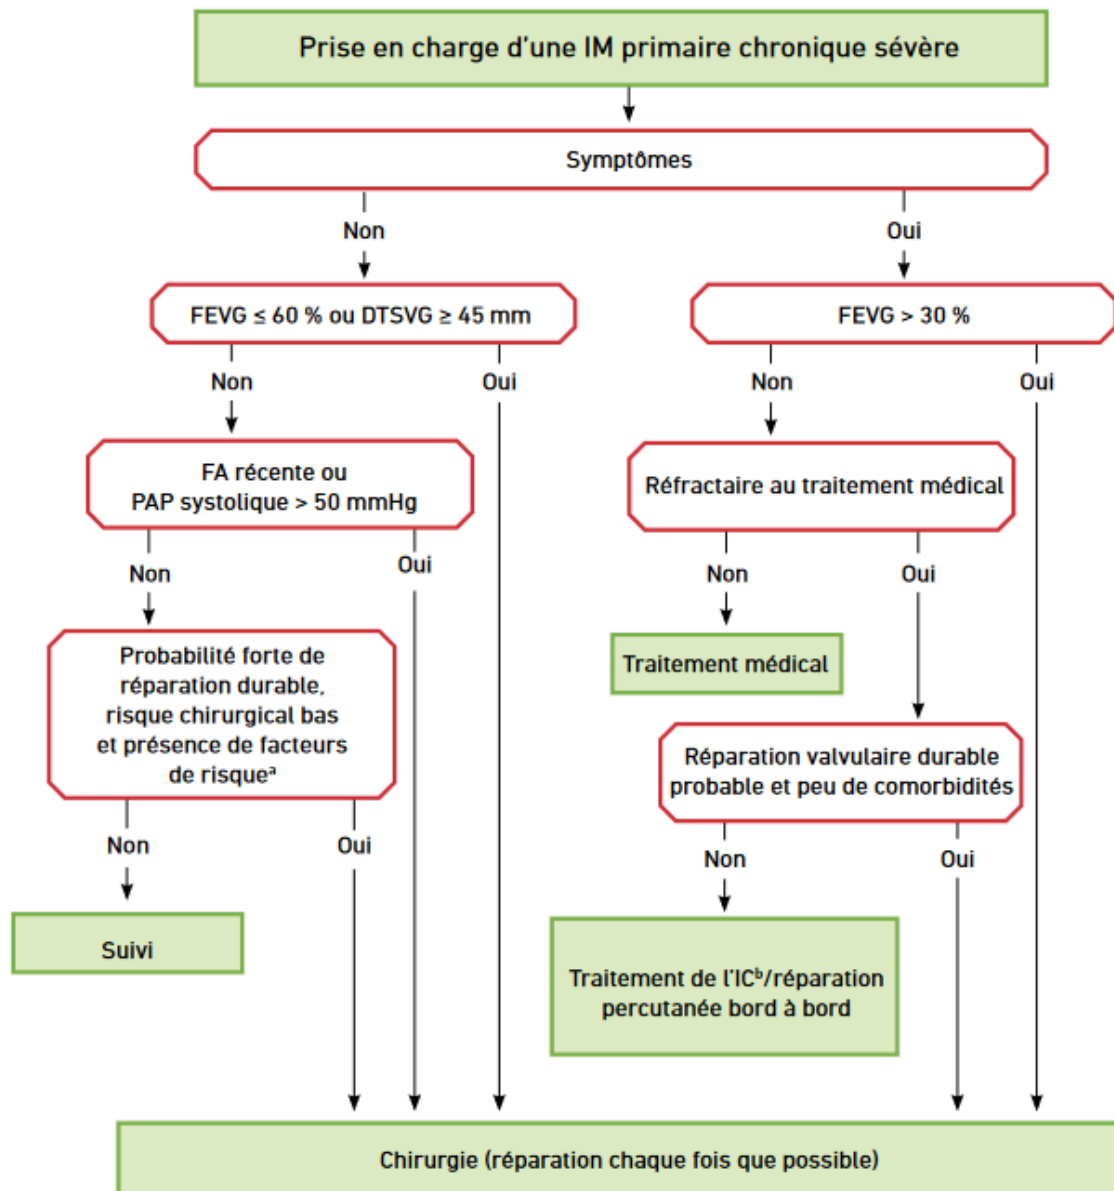 Prise en charge d'une IM primaire chronique sévère
Symptômes
Non
Oui
FEVG ≤ 60 % ou DTSVG ≥ 45 mm
FEVG > 30 %
Non
Oui
Non
Oui
FA récente ou
PAP systolique > 50 mmHg
Réfractaire au traitement médical
Non
Oui
Non
Oui
Probabilité forte de
réparation durable,
risque chirurgical bas
et présence de facteurs
de risqueᵃ
Traitement médical
Réparation valvulaire durable
probable et peu de comorbidités
Non
Oui
Non
Oui
Suivi
Traitement de l'ICᵇ/réparation
percutanée bord à bord
Chirurgie (réparation chaque fois que possible)